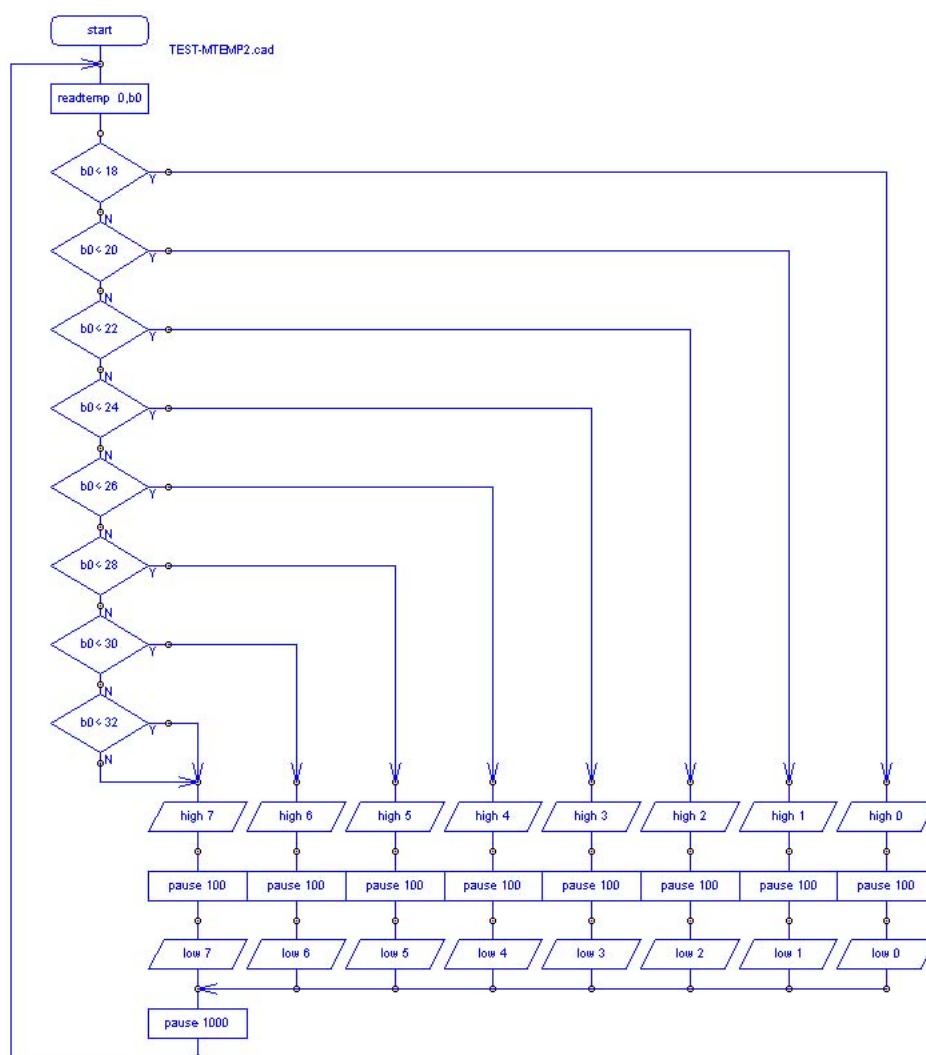 start
TEST-MTEMP2.cad
readtemp 0,b0
b0< 18
Y
N
b0< 20
Y
N
b0< 22
Y
N
b0< 24
Y
N
b0< 26
Y
N
b0< 28
Y
N
b0< 30
Y
N
b0< 32
Y
N
high 7 high 6 high 5 high 4 high 3 high 2 high 1 high 0
pause 100 pause 100 pause 100 pause 100 pause 100 pause 100 pause 100 pause 100
low 7 low 6 low 5 low 4 low 3 low 2 low 1 low 0
pause 1000